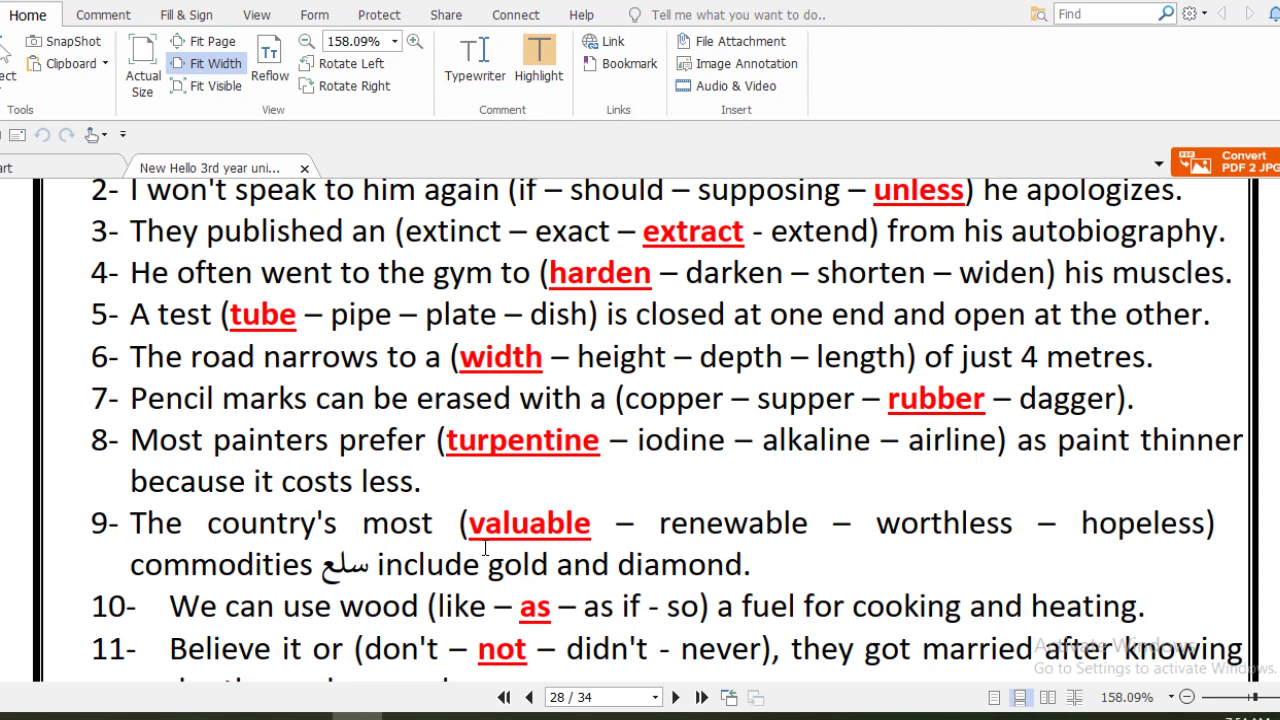 Home Comment Fill & Sign View Form Protect Share Connect Help Tell me what you want to do.. Find
SnapShot Fit Page 158.09% Link File Attachment
Clipboard Fit Width Rotate Left Bookmark Image Annotation
Actual Size Fit Visible Reflow Rotate Right Typewriter Highlight Audio & Video
Tools View Comment Links Insert
New Hello 3rd year uni... Convert PDF 2 JPG
2- I won't speak to him again (if – should – supposing – unless) he apologizes.
3- They published an (extinct – exact – extract - extend) from his autobiography.
4- He often went to the gym to (harden – darken – shorten – widen) his muscles.
5- A test (tube – pipe – plate – dish) is closed at one end and open at the other.
6- The road narrows to a (width – height – depth – length) of just 4 metres.
7- Pencil marks can be erased with a (copper – supper – rubber – dagger).
8- Most painters prefer (turpentine – iodine – alkaline – airline) as paint thinner
because it costs less.
9- The country's most (valuable – renewable – worthless – hopeless)
commodities سلع include gold and diamond.
10- We can use wood (like – as – as if - so) a fuel for cooking and heating.
11- Believe it or (don't – not – didn't - never), they got married after knowing
Activate Windows
Go to Settings to activate Windows.
28 / 34 158.09%